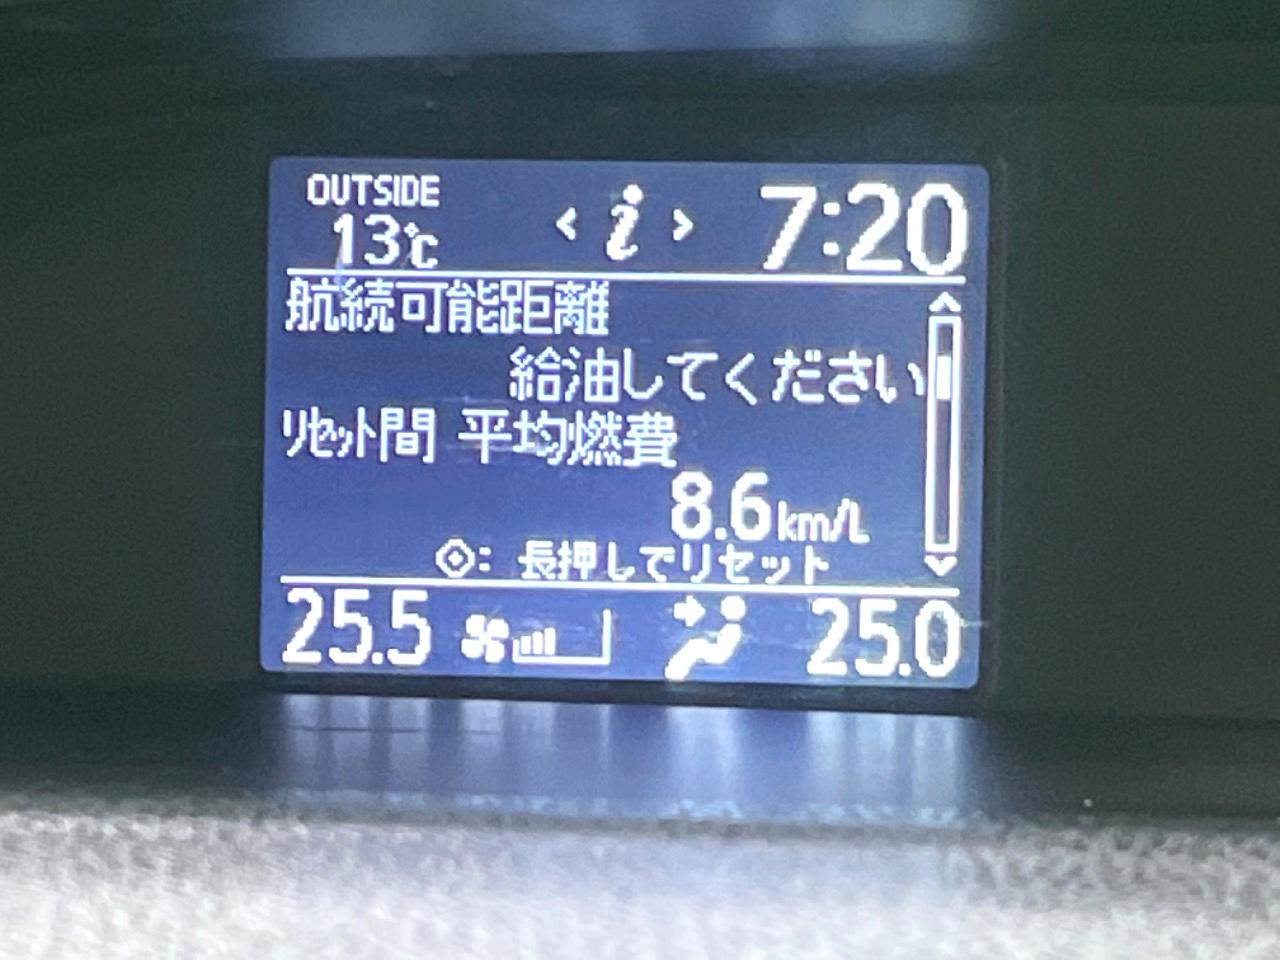 OUTSIDE
13℃ < i > 7:20
航続可能距離
給油してください
リセット間 平均燃費
8.6km/L
◎: 長押しでリセット
25.5 25.0